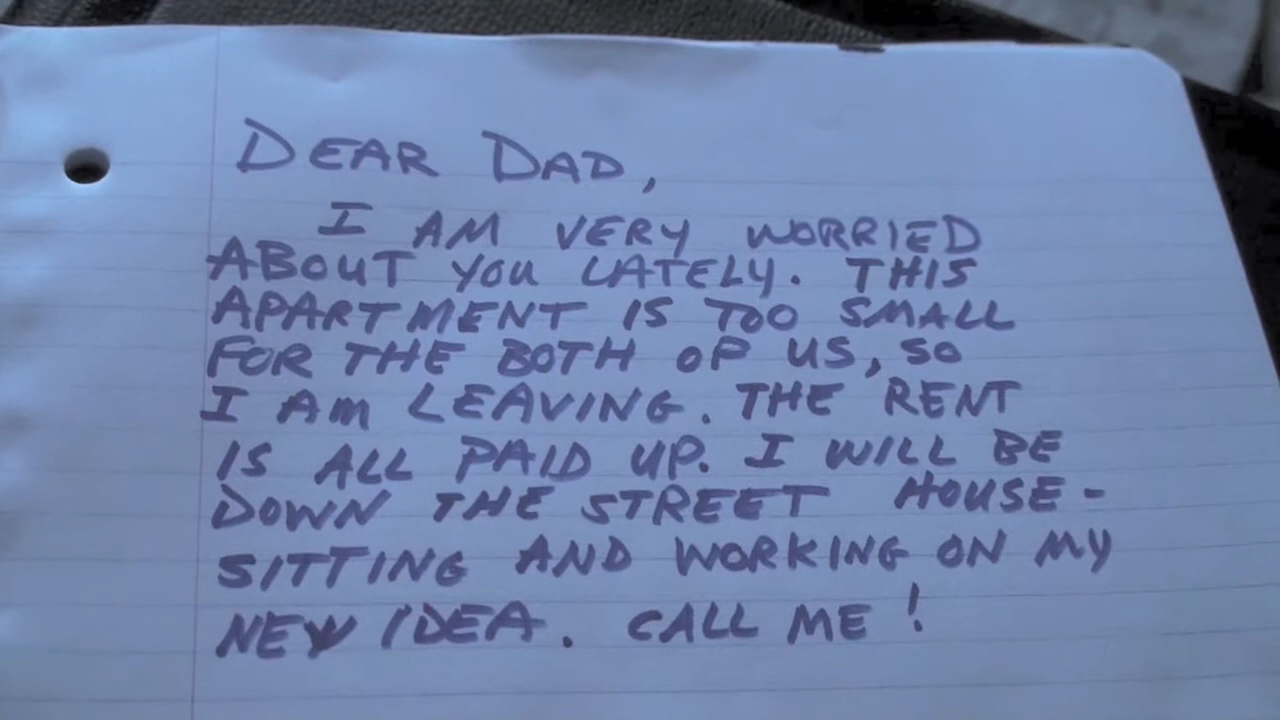 DEAR DAD,
I AM VERY WORRIED
ABOUT YOU LATELY. THIS
APARTMENT IS TOO SMALL
FOR THE BOTH OF US, SO
I AM LEAVING. THE RENT
IS ALL PAID UP. I WILL BE
DOWN THE STREET HOUSE-
SITTING AND WORKING ON MY
NEW IDEA. CALL ME!